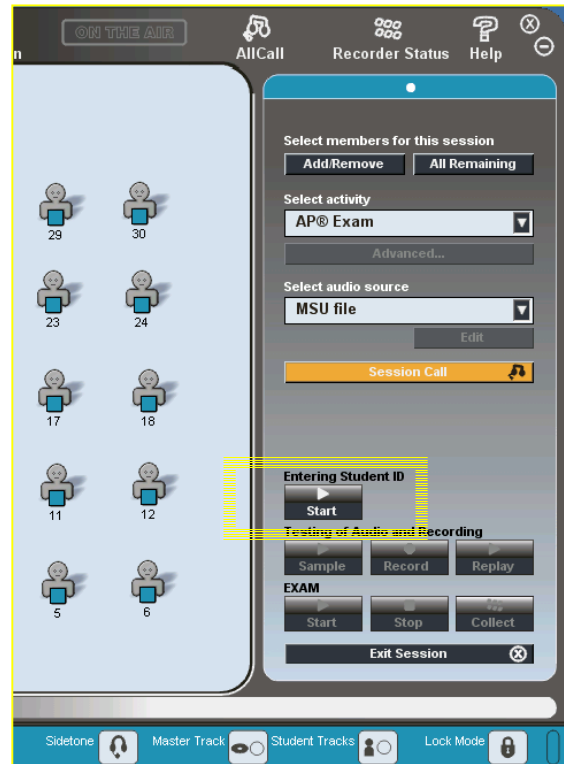 ON THE AIR
n
AllCall
Recorder Status
Help
Select members for this session
Add/Remove
All Remaining
Select activity
AP® Exam
Advanced...
Select audio source
MSU file
Edit
Session Call
29
30
23
24
17
18
11
12
5
6
Entering Student ID
Start
Testing of Audio and Recording
Sample
Record
Replay
EXAM
Start
Stop
Collect
Exit Session
Sidetone
Master Track
Student Tracks
Lock Mode